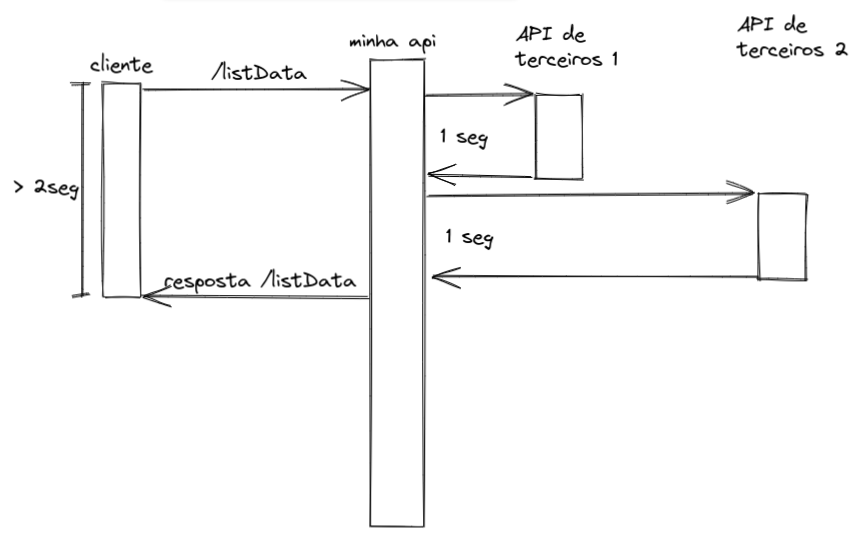 API de
terceiros 1
API de
terceiros 2
minha api
cliente
/listData
1 seg
> 2seg
1 seg
resposta /listData